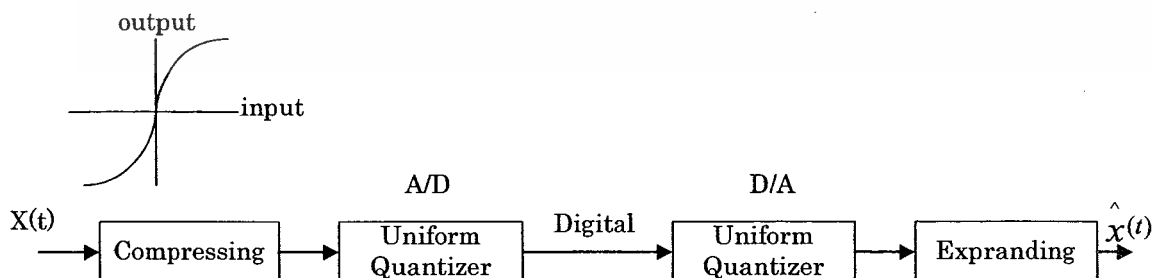 output
input
A/D
D/A
X(t)
Compressing
Uniform
Quantizer
Digital
Uniform
Quantizer
Expranding
x̂(t)